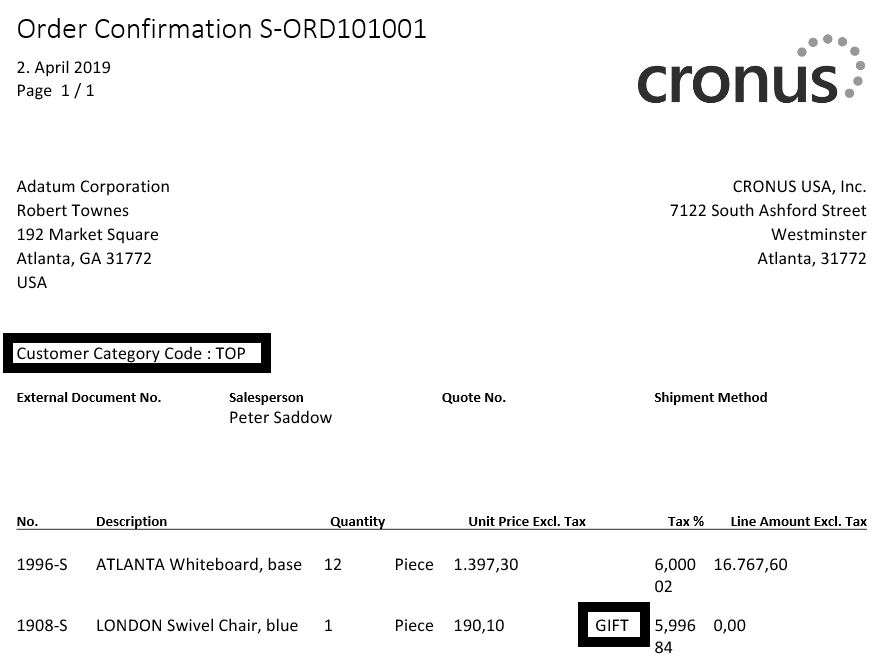 Order Confirmation S-ORD101001
2. April 2019
Page 1 / 1
cronus
Adatum Corporation
Robert Townes
192 Market Square
Atlanta, GA 31772
USA
CRONUS USA, Inc.
7122 South Ashford Street
Westminster
Atlanta, 31772
Customer Category Code : TOP
External Document No. Salesperson Quote No. Shipment Method
Peter Saddow
No. Description Quantity Unit Price Excl. Tax Tax % Line Amount Excl. Tax
1996-S ATLANTA Whiteboard, base 12 Piece 1.397,30 6,000 16.767,60
02
1908-S LONDON Swivel Chair, blue 1 Piece 190,10 GIFT 5,996 0,00
84